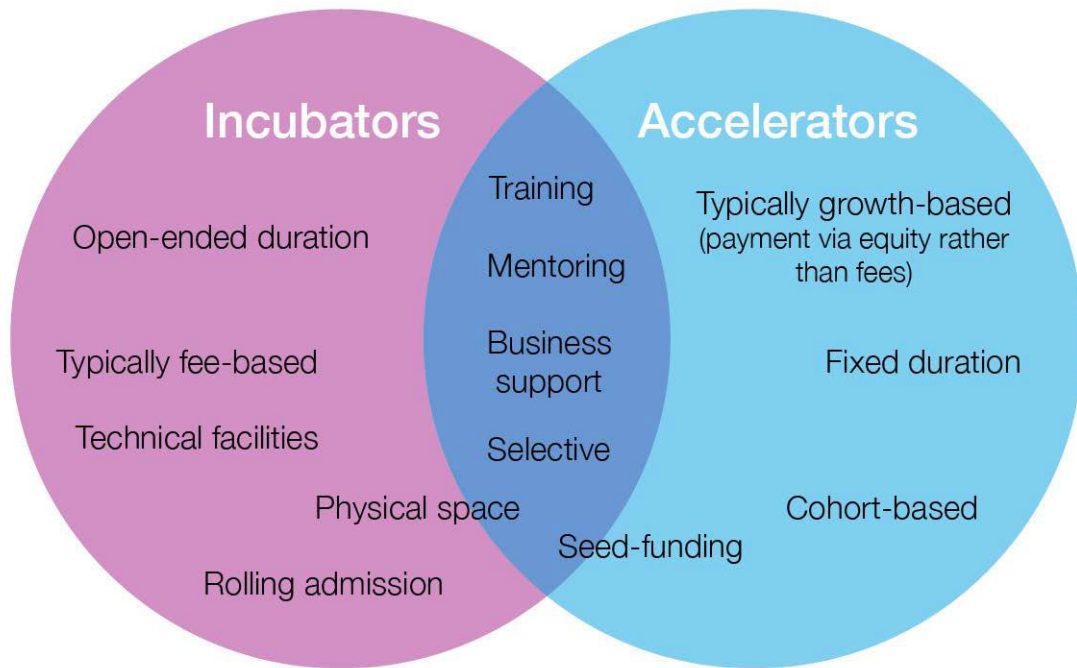 Incubators
Open-ended duration
Typically fee-based
Technical facilities
Physical space
Rolling admission
Training
Mentoring
Business
support
Selective
Seed-funding
Accelerators
Typically growth-based
(payment via equity rather
than fees)
Fixed duration
Cohort-based